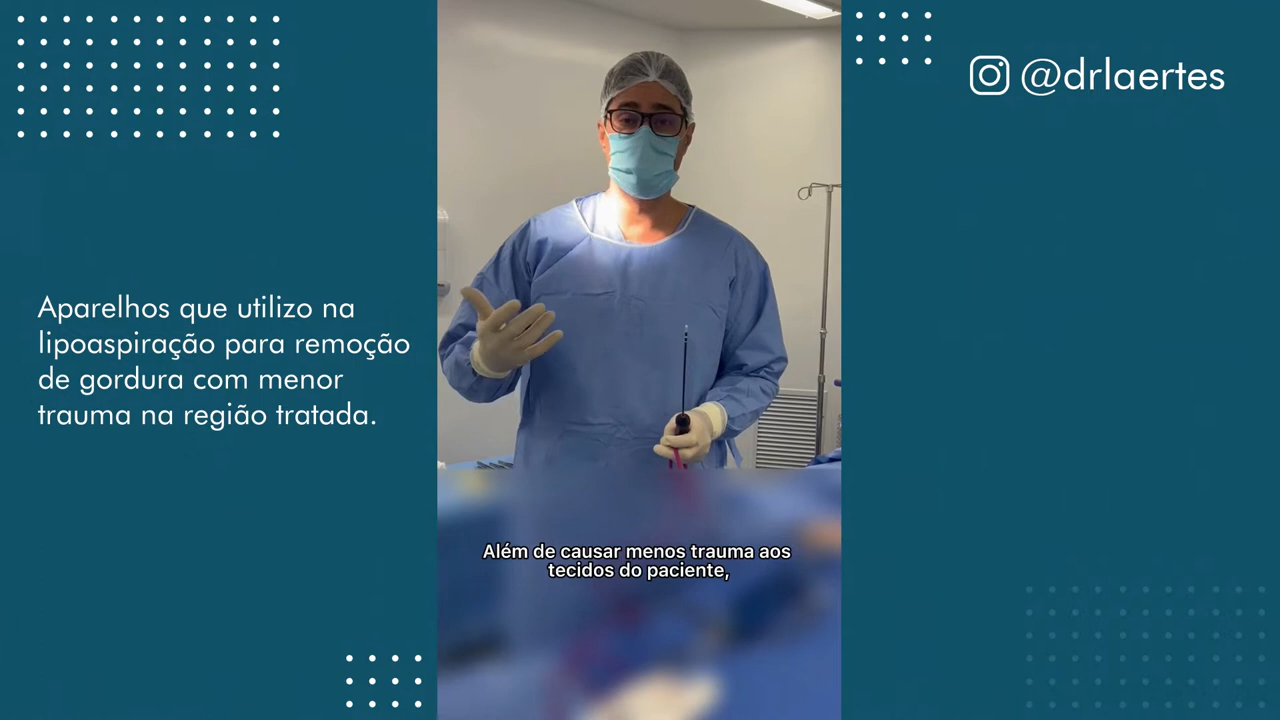 @drlaertes
Aparelhos que utilizo na
lipoaspiração para remoção
de gordura com menor
trauma na região tratada.
Além de causar menos trauma aos
tecidos do paciente,